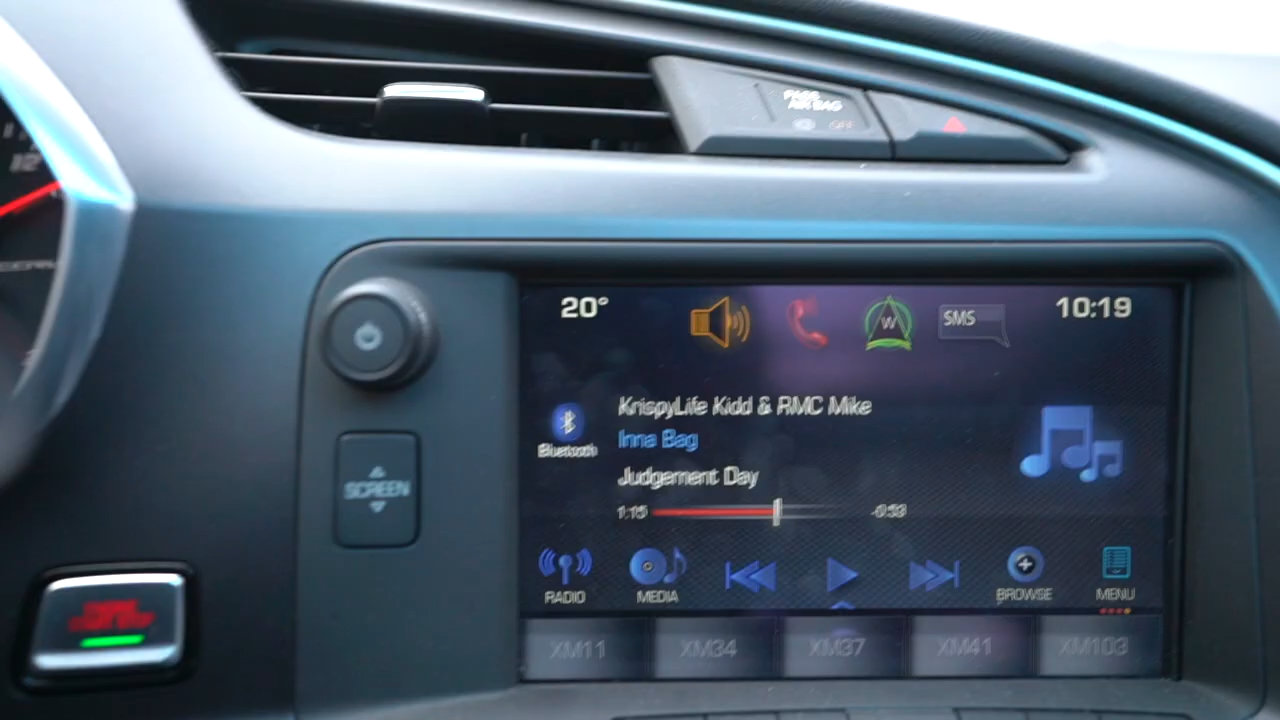 PASS
AIR BAG
OFF
20°
W
SMS
10:19
KrispyLife Kidd & RMC Mike
Bluetooth
Inna Bag
Judgement Day
SCREEN
1:15
-0:59
RADIO
MEDIA
BROWSE
MENU
XM11
XM34
XM37
XM41
XM103